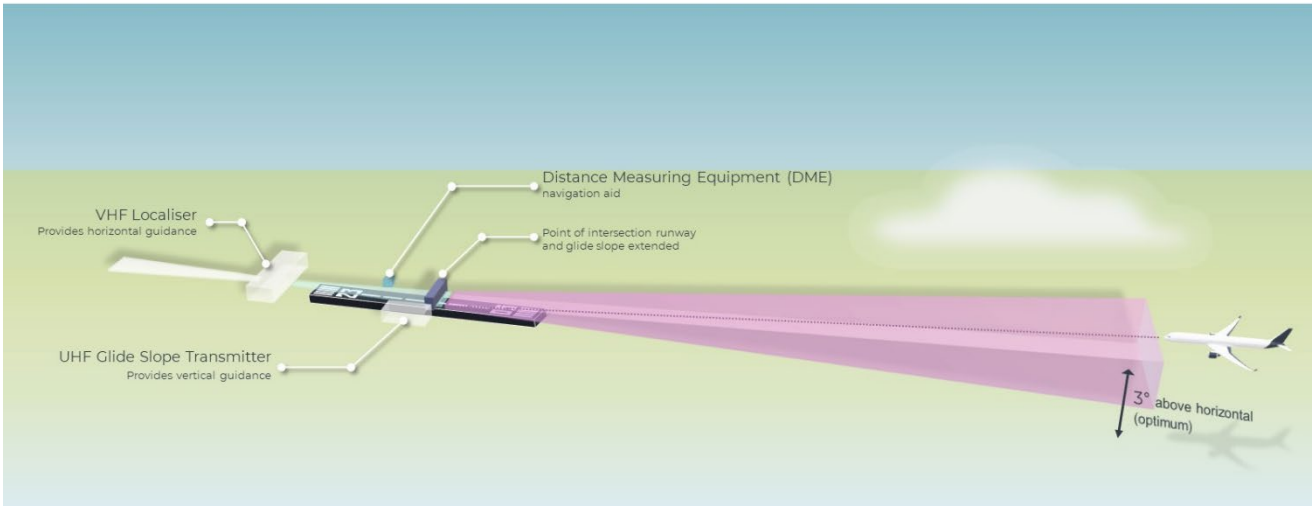 Distance Measuring Equipment (DME)
navigation aid
VHF Localiser
Provides horizontal guidance
Point of intersection runway
and glide slope extended
UHF Glide Slope Transmitter
Provides vertical guidance
3° above horizontal
(optimum)